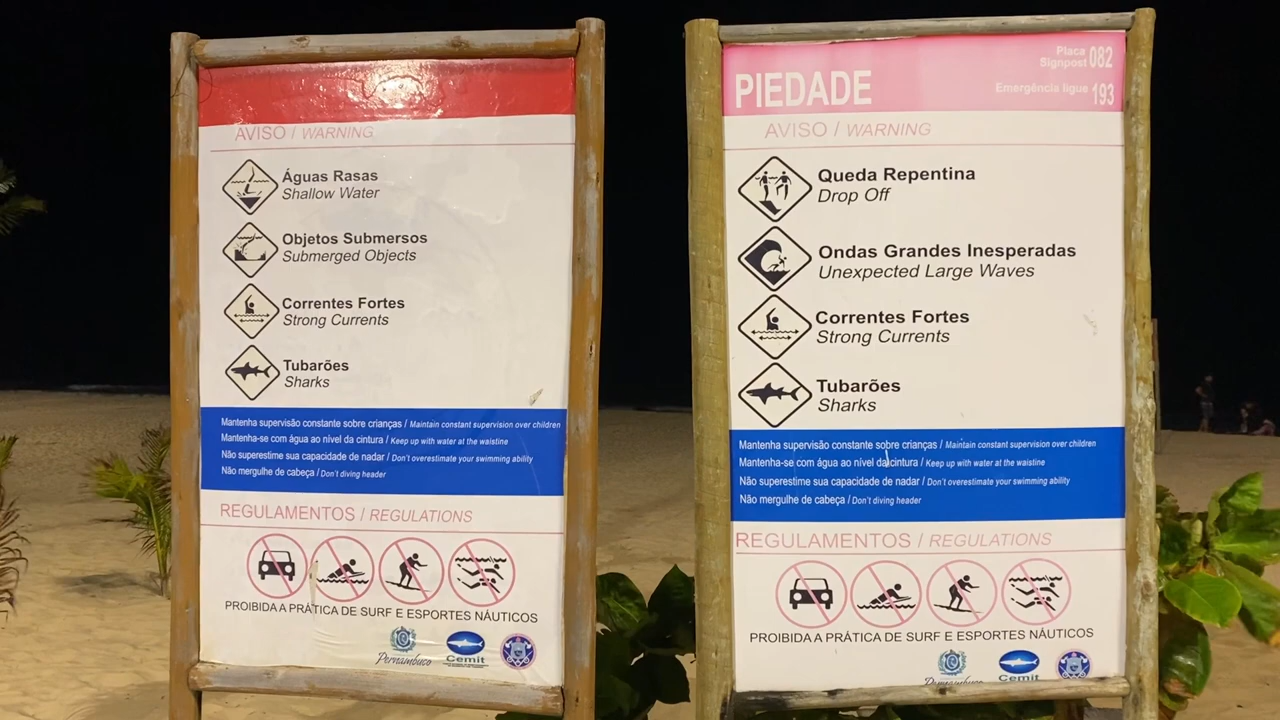 AVISO / WARNING
Águas Rasas
Shallow Water
Objetos Submersos
Submerged Objects
Correntes Fortes
Strong Currents
Tubarões
Sharks
Mantenha supervisão constante sobre crianças / Maintain constant supervision over children
Mantenha-se com água ao nível da cintura / Keep up with water at the waistine
Não superestime sua capacidade de nadar / Don't overestimate your swimming ability
Não mergulhe de cabeça / Don't diving header
REGULAMENTOS / REGULATIONS
PROIBIDA A PRÁTICA DE SURF E ESPORTES NÁUTICOS
Pernambuco
Cemit
PIEDADE
Placa
Signpost 082
Emergência ligue 193
AVISO / WARNING
Queda Repentina
Drop Off
Ondas Grandes Inesperadas
Unexpected Large Waves
Correntes Fortes
Strong Currents
Tubarões
Sharks
Mantenha supervisão constante sobre crianças / Maintain constant supervision over children
Mantenha-se com água ao nível da cintura / Keep up with water at the waistine
Não superestime sua capacidade de nadar / Don't overestimate your swimming ability
Não mergulhe de cabeça / Don't diving header
REGULAMENTOS / REGULATIONS
PROIBIDA A PRÁTICA DE SURF E ESPORTES NÁUTICOS
Pernambuco
Cemit